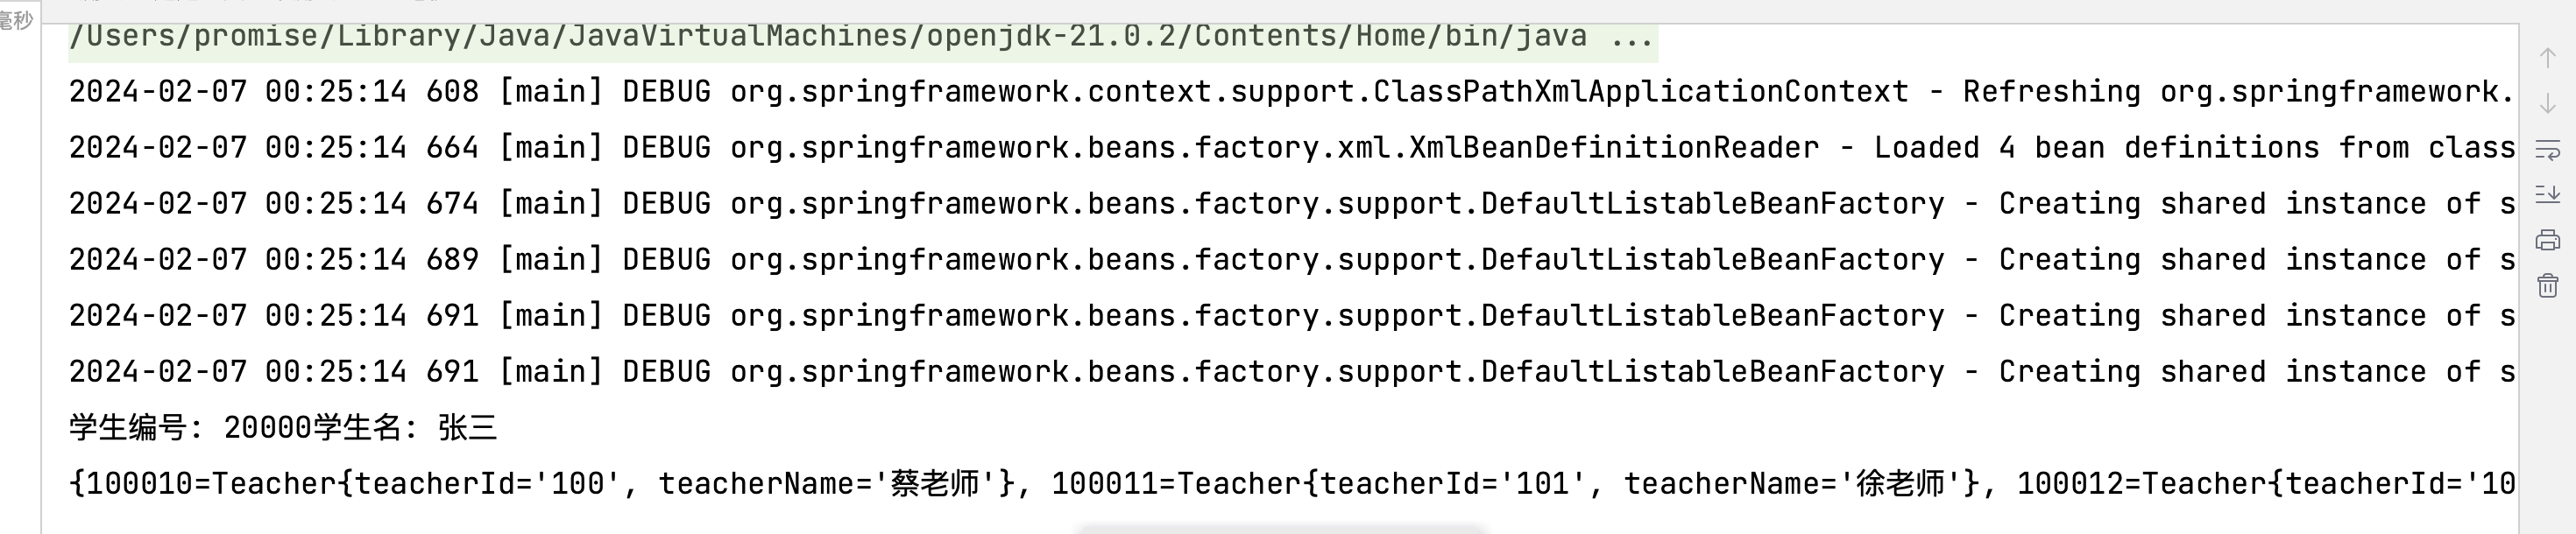 毫秒
/Users/promise/Library/Java/JavaVirtualMachines/openjdk-21.0.2/Contents/Home/bin/java ...
2024-02-07 00:25:14 608 [main] DEBUG org.springframework.context.support.ClassPathXmlApplicationContext - Refreshing org.springframework.
2024-02-07 00:25:14 664 [main] DEBUG org.springframework.beans.factory.xml.XmlBeanDefinitionReader - Loaded 4 bean definitions from class
2024-02-07 00:25:14 674 [main] DEBUG org.springframework.beans.factory.support.DefaultListableBeanFactory - Creating shared instance of s
2024-02-07 00:25:14 689 [main] DEBUG org.springframework.beans.factory.support.DefaultListableBeanFactory - Creating shared instance of s
2024-02-07 00:25:14 691 [main] DEBUG org.springframework.beans.factory.support.DefaultListableBeanFactory - Creating shared instance of s
2024-02-07 00:25:14 691 [main] DEBUG org.springframework.beans.factory.support.DefaultListableBeanFactory - Creating shared instance of s
学生编号: 20000学生名: 张三
{100010=Teacher{teacherId='100', teacherName='蔡老师'}, 100011=Teacher{teacherId='101', teacherName='徐老师'}, 100012=Teacher{teacherId='10